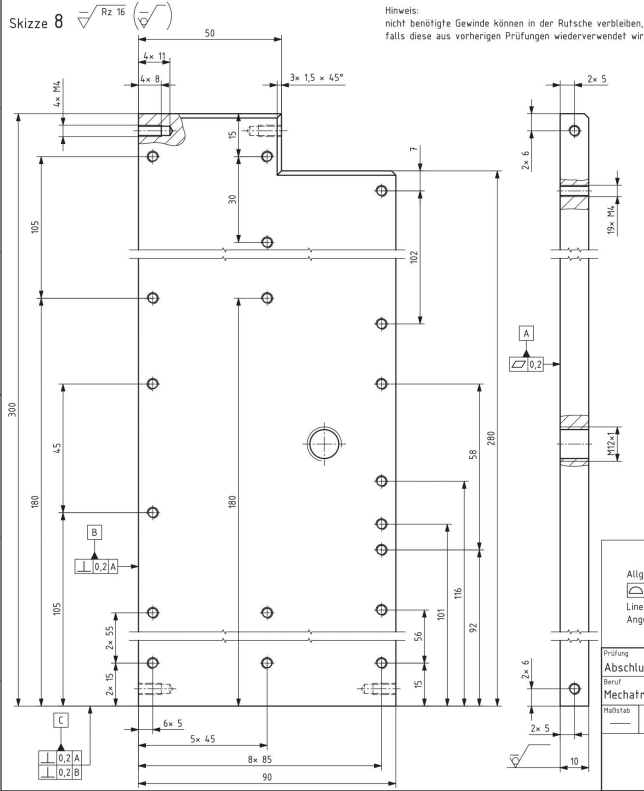 Skizze 8
Rz 16
Hinweis:
nicht benötigte Gewinde können in der Rutsche verbleiben,
falls diese aus vorherigen Prüfungen wiederverwendet wir
50
4× 11
4× 8
3× 1,5 × 45°
2× 5
4× M4
15
7
2× 6
30
19× M4
105
102
A
0,2
300
280
45
58
M12×1
180
180
B
0,2 A
116
101
92
105
2× 55
56
2× 15
15
2× 6
C
0,2 A
0,2 B
6× 5
5× 45
8× 85
90
2× 5
10
Allg
Line
Ang
Prüfung
Abschlu
Beruf
Mechatr
Maßstab